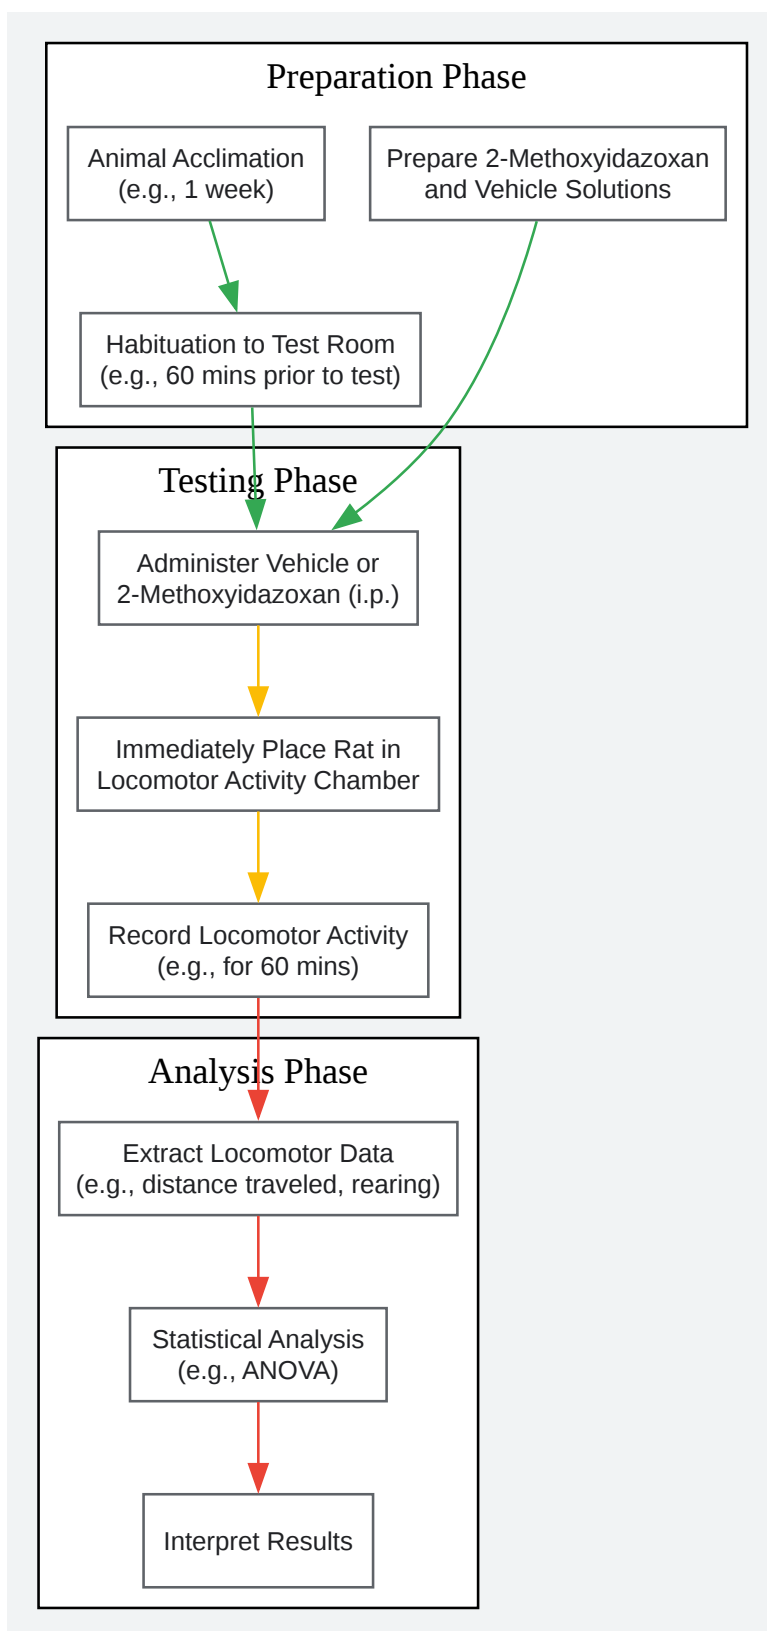 Preparation Phase
Animal Acclimation
(e.g., 1 week)
Prepare 2-Methoxyidazoxan
and Vehicle Solutions
Habituation to Test Room
(e.g., 60 mins prior to test)
Testing Phase
Administer Vehicle or
2-Methoxyidazoxan (i.p.)
Immediately Place Rat in
Locomotor Activity Chamber
Record Locomotor Activity
(e.g., for 60 mins)
Analysis Phase
Extract Locomotor Data
(e.g., distance traveled, rearing)
Statistical Analysis
(e.g., ANOVA)
Interpret Results